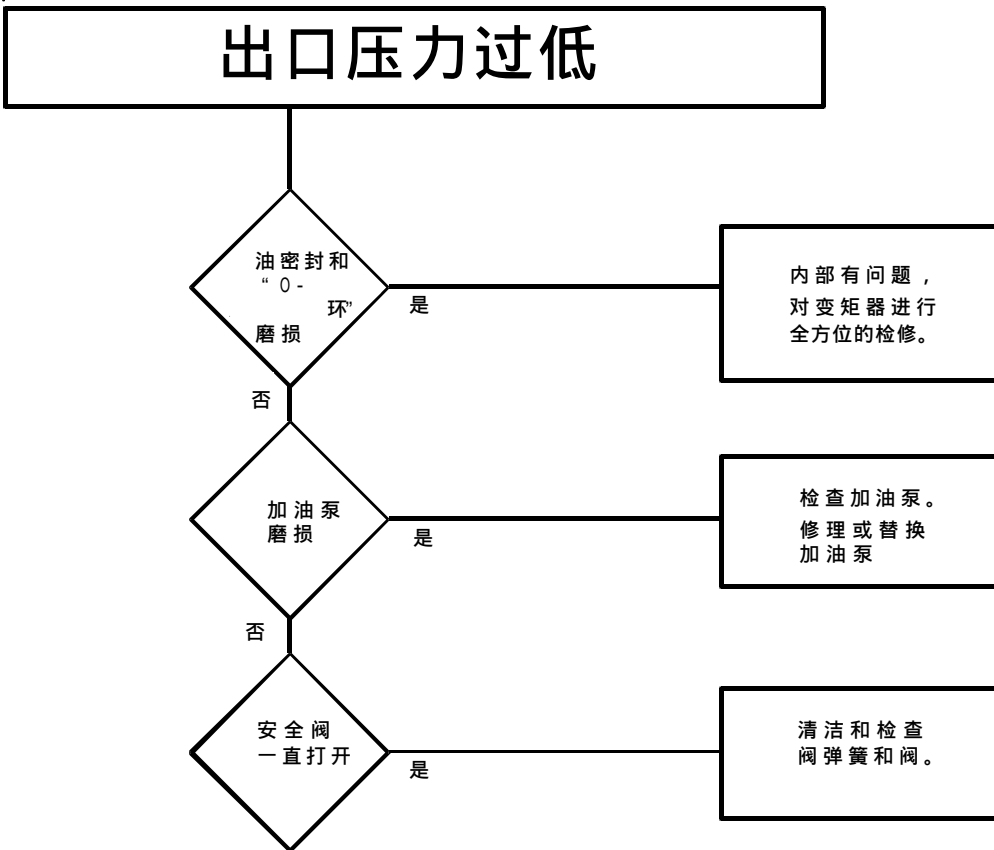 出口压力过低
油密封和
“0-
环”
磨损
是
内部有问题，
对变矩器进行
全方位的检修。
否
加油泵
磨损
是
检查加油泵。
修理或替换
加油泵
否
安全阀
一直打开
是
清洁和检查
阀弹簧和阀。